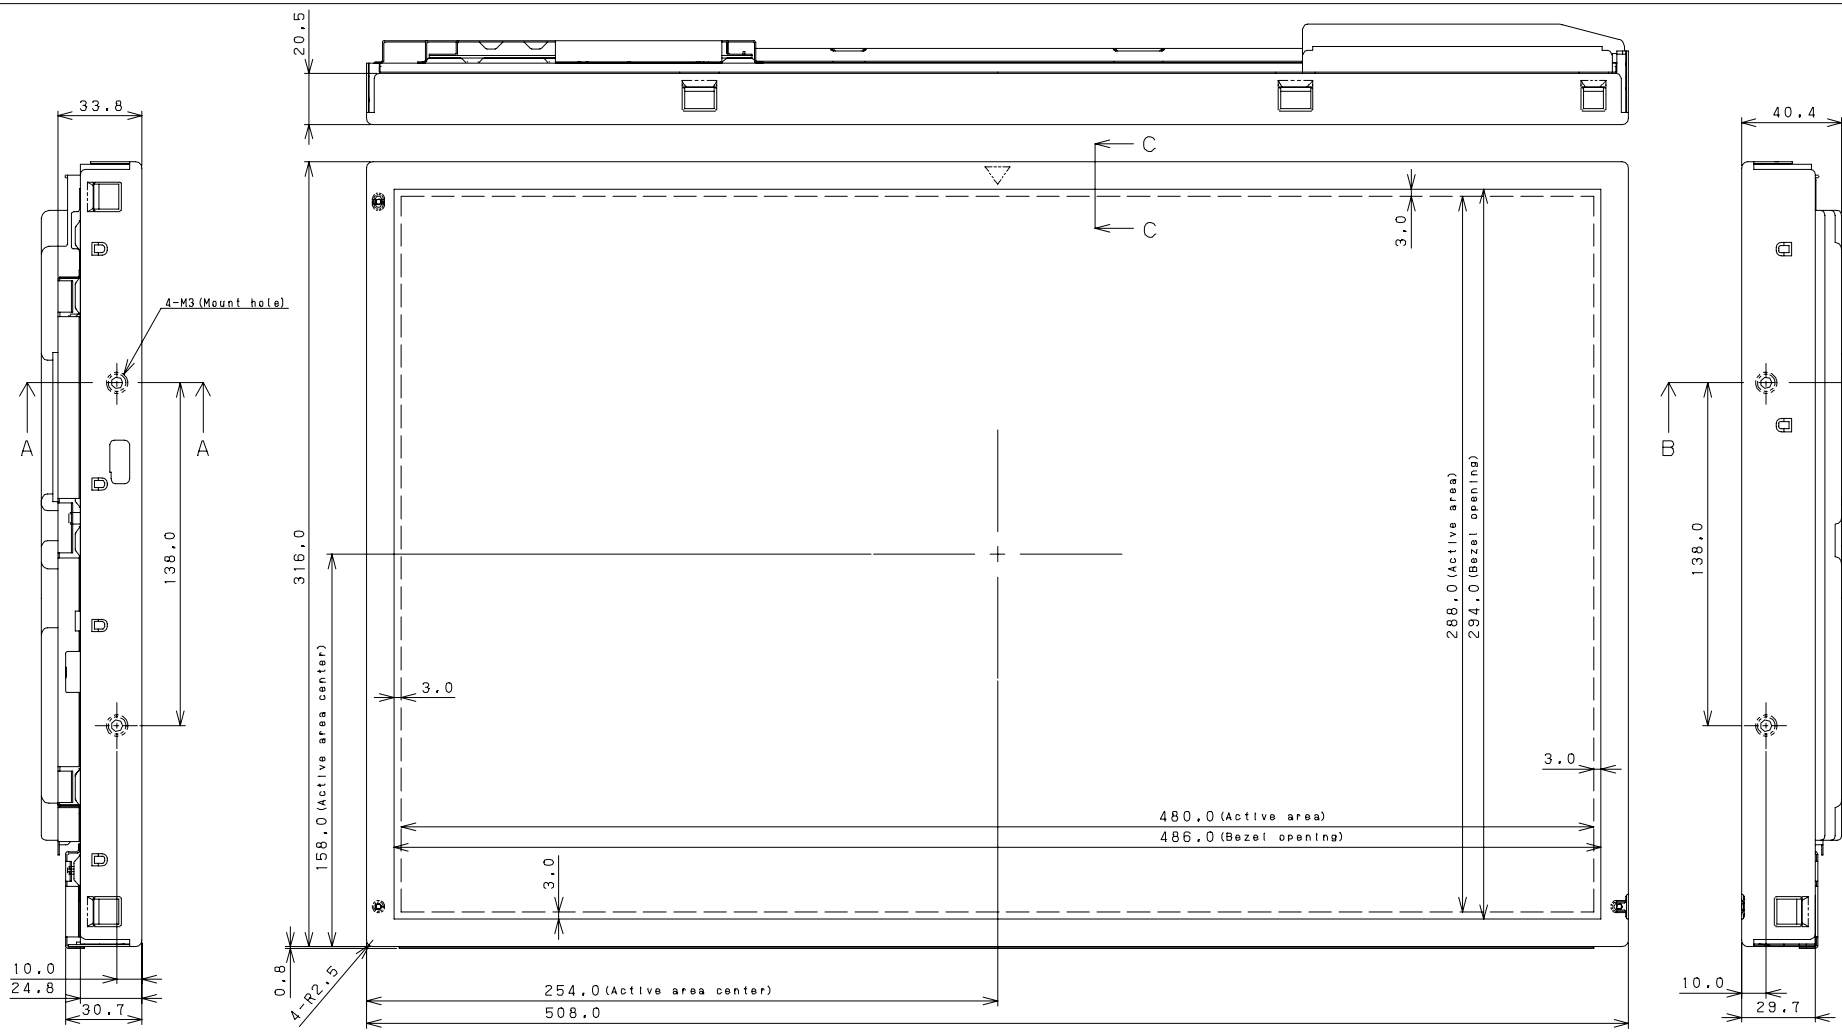 20.5
33.8
40.4
C
C
3.0
4-M3(Mount hole)
A
A
B
138.0
316.0
288.0(Active area)
294.0(Bezel opening)
138.0
158.0(Active area center)
3.0
3.0
480.0(Active area)
486.0(Bezel opening)
3.0
10.0
24.8
30.7
0.8
4-R2.5
254.0(Active area center)
508.0
10.0
29.7